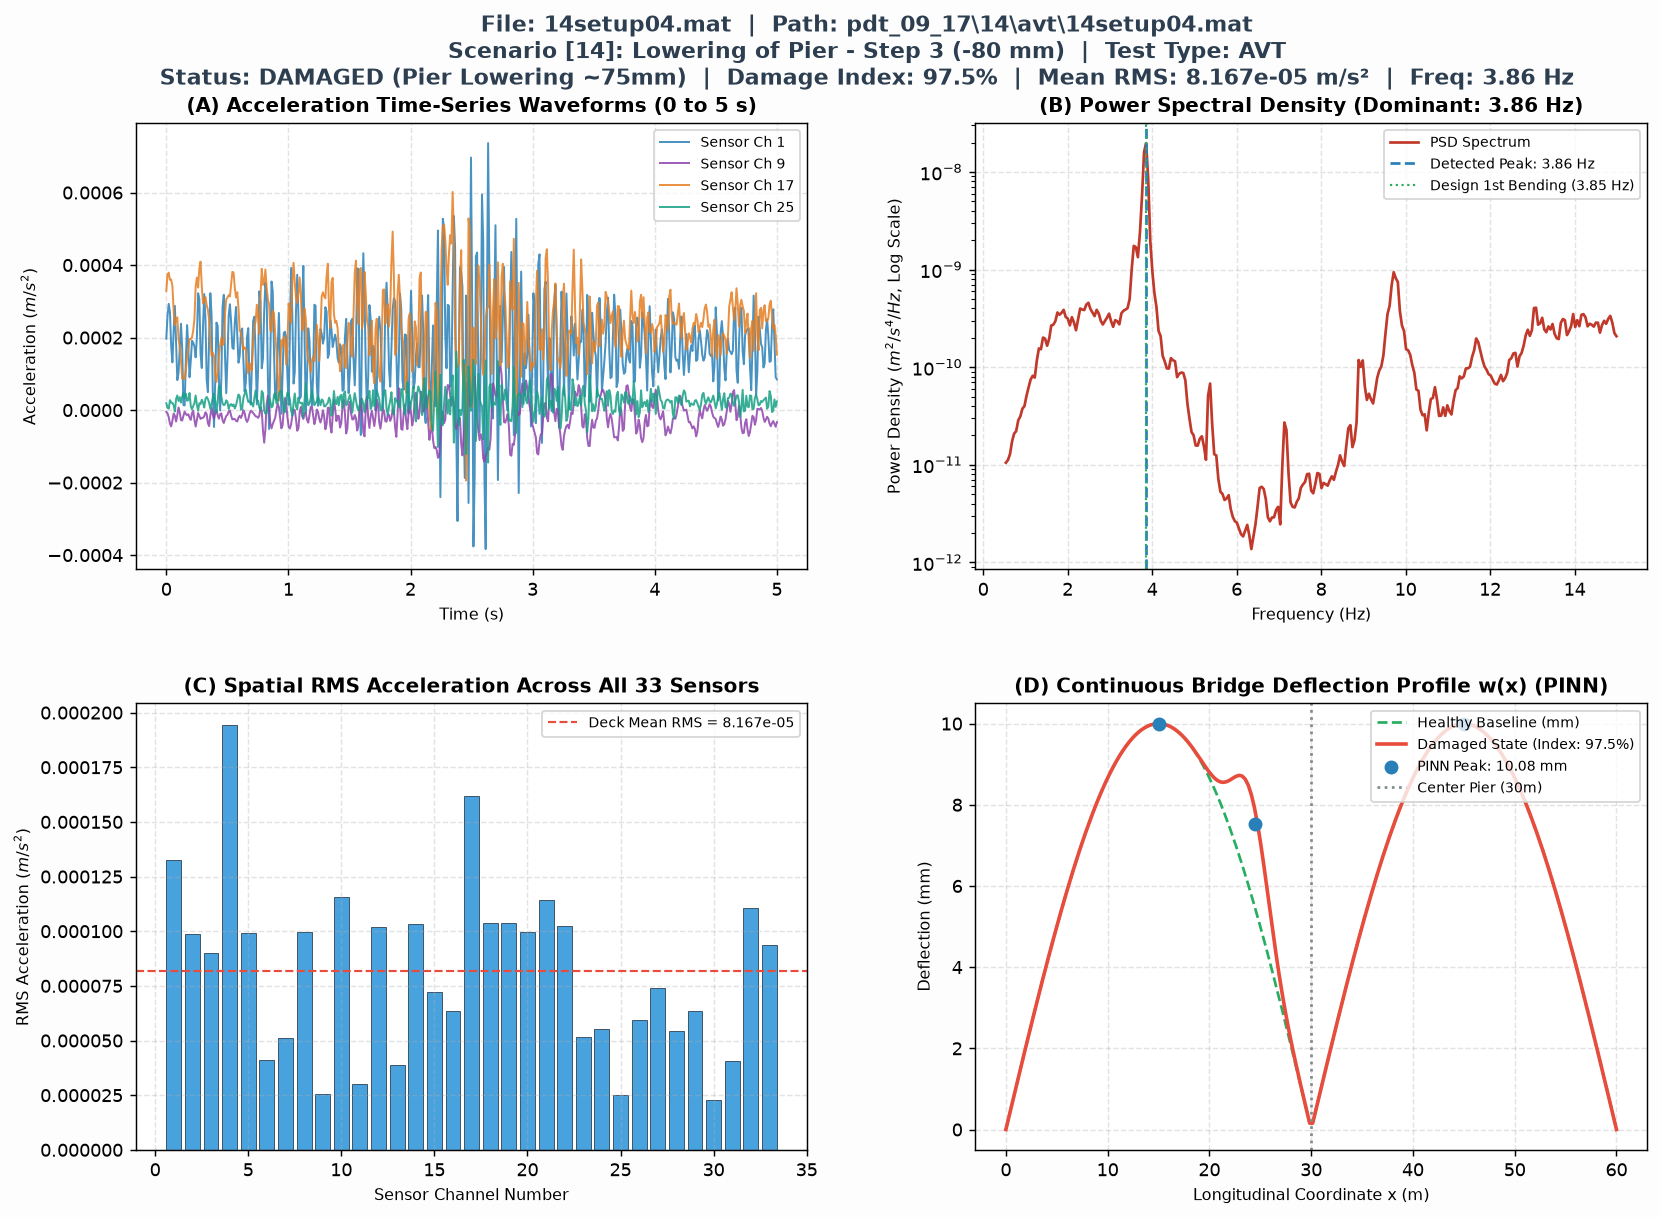 File: 14setup04.mat | Path: pdt_09_17\14\avt\14setup04.mat
Scenario [14]: Lowering of Pier - Step 3 (-80 mm) | Test Type: AVT
Status: DAMAGED (Pier Lowering ~75mm) | Damage Index: 97.5% | Mean RMS: 8.167e-05 m/s² | Freq: 3.86 Hz
(A) Acceleration Time-Series Waveforms (0 to 5 s)
Sensor Ch 1
Sensor Ch 9
Sensor Ch 17
Sensor Ch 25
Acceleration (m/s²)
0.0006
0.0004
0.0002
0.0000
−0.0002
−0.0004
0 1 2 3 4 5
Time (s)
(B) Power Spectral Density (Dominant: 3.86 Hz)
PSD Spectrum
Detected Peak: 3.86 Hz
Design 1st Bending (3.85 Hz)
Power Density (m²/s⁴/Hz, Log Scale)
10⁻⁸
10⁻⁹
10⁻¹⁰
10⁻¹¹
10⁻¹²
0 2 4 6 8 10 12 14
Frequency (Hz)
(C) Spatial RMS Acceleration Across All 33 Sensors
Deck Mean RMS = 8.167e-05
RMS Acceleration (m/s²)
0.000200
0.000175
0.000150
0.000125
0.000100
0.000075
0.000050
0.000025
0.000000
0 5 10 15 20 25 30 35
Sensor Channel Number
(D) Continuous Bridge Deflection Profile w(x) (PINN)
Healthy Baseline (mm)
Damaged State (Index: 97.5%)
PINN Peak: 10.08 mm
Center Pier (30m)
Deflection (mm)
10
8
6
4
2
0
0 10 20 30 40 50 60
Longitudinal Coordinate x (m)